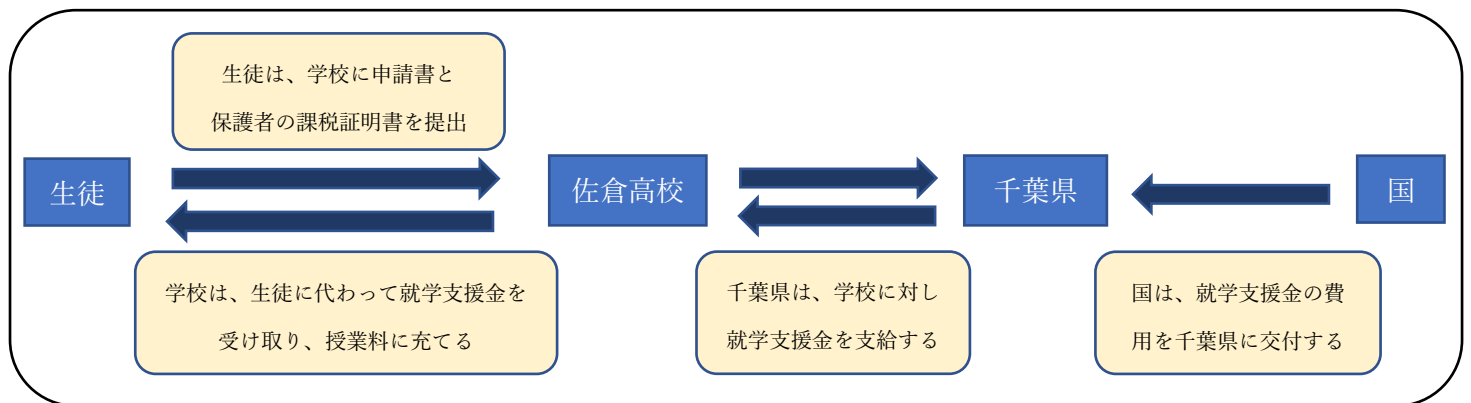 生徒は、学校に申請書と
保護者の課税証明書を提出
生徒
佐倉高校
千葉県
国
学校は、生徒に代わって就学支援金を
受け取り、授業料に充てる
千葉県は、学校に対し
就学支援金を支給する
国は、就学支援金の費
用を千葉県に交付する